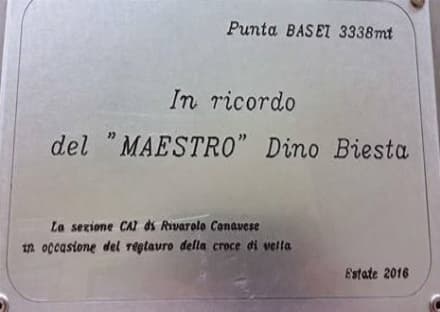 Punta BASEI 3338mt
In ricordo
del "MAESTRO" Dino Biesta
La sezione CAI di Rivarolo Canavese
in occasione del restauro della croce di vetta
Estate 2016